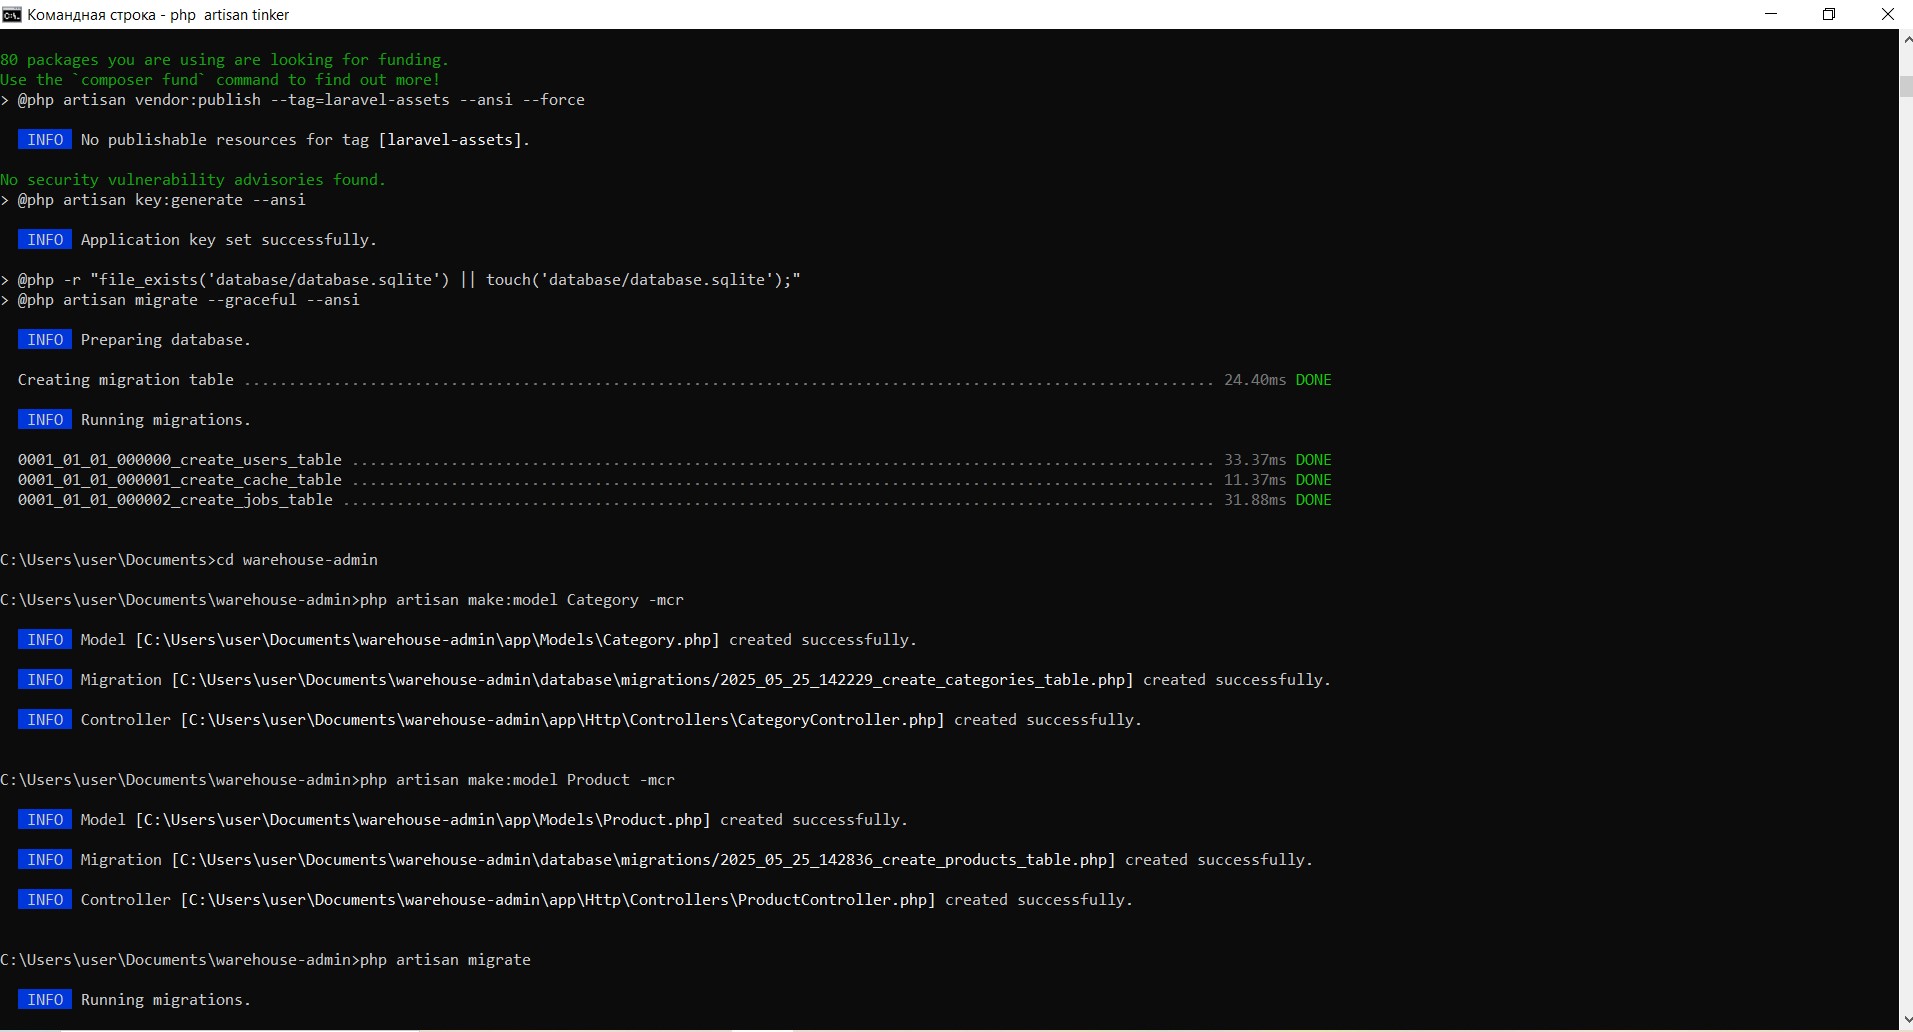 Командная строка - php  artisan tinker
80 packages you are using are looking for funding.
Use the `composer fund` command to find out more!
> @php artisan vendor:publish --tag=laravel-assets --ansi --force
INFO  No publishable resources for tag [laravel-assets].
No security vulnerability advisories found.
> @php artisan key:generate --ansi
INFO  Application key set successfully.
> @php -r "file_exists('database/database.sqlite') || touch('database/database.sqlite');"
> @php artisan migrate --graceful --ansi
INFO  Preparing database.
Creating migration table ............................................................................................................ 24.40ms DONE
INFO  Running migrations.
0001_01_01_000000_create_users_table ................................................................................................ 33.37ms DONE
0001_01_01_000001_create_cache_table ................................................................................................ 11.37ms DONE
0001_01_01_000002_create_jobs_table ................................................................................................. 31.88ms DONE
C:\Users\user\Documents>cd warehouse-admin
C:\Users\user\Documents\warehouse-admin>php artisan make:model Category -mcr
INFO  Model [C:\Users\user\Documents\warehouse-admin\app\Models\Category.php] created successfully.
INFO  Migration [C:\Users\user\Documents\warehouse-admin\database\migrations/2025_05_25_142229_create_categories_table.php] created successfully.
INFO  Controller [C:\Users\user\Documents\warehouse-admin\app\Http\Controllers\CategoryController.php] created successfully.
C:\Users\user\Documents\warehouse-admin>php artisan make:model Product -mcr
INFO  Model [C:\Users\user\Documents\warehouse-admin\app\Models\Product.php] created successfully.
INFO  Migration [C:\Users\user\Documents\warehouse-admin\database\migrations/2025_05_25_142836_create_products_table.php] created successfully.
INFO  Controller [C:\Users\user\Documents\warehouse-admin\app\Http\Controllers\ProductController.php] created successfully.
C:\Users\user\Documents\warehouse-admin>php artisan migrate
INFO  Running migrations.